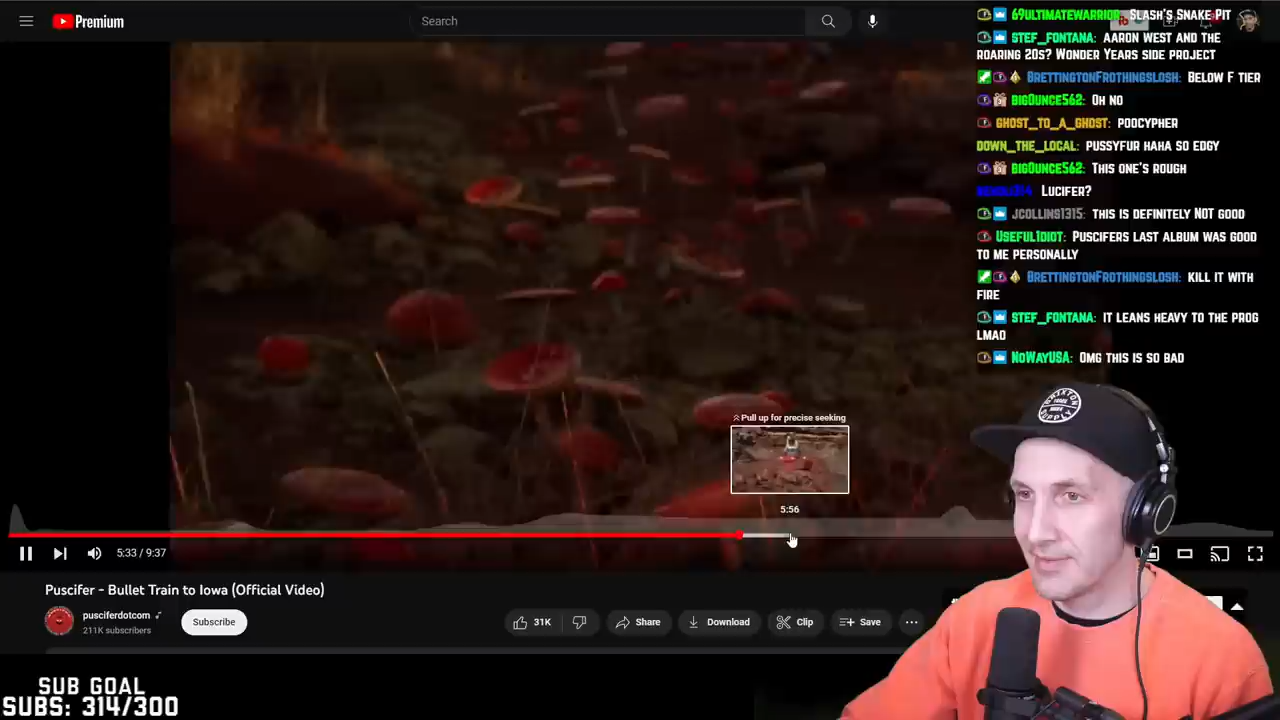 Premium
Search
69ULTIMATEWARRIOR: SLASH'S SNAKE PIT
STEF_FONTANA: AARON WEST AND THE
ROARING 20S? WONDER YEARS SIDE PROJECT
BRETTINGTONFROTHINGSLOSH: BELOW F TIER
BIGOUNCE562: OH NO
GHOST_TO_A_GHOST: POOCYPHER
DOWN_THE_LOCAL: PUSSYFUR HAHA SO EDGY
BIGOUNCE562: THIS ONE'S ROUGH
LUCIFER?
JCOLLINS1315: THIS IS DEFINITELY NOT GOOD
USEFUL1DIOT: PUSCIFERS LAST ALBUM WAS GOOD
TO ME PERSONALLY
BRETTINGTONFROTHINGSLOSH: KILL IT WITH
FIRE
STEF_FONTANA: IT LEANS HEAVY TO THE PROG
LMAO
NOWAYUSA: OMG THIS IS SO BAD
Pull up for precise seeking
5:56
5:33 / 9:37
Puscifer - Bullet Train to Iowa (Official Video)
pusciferdotcom
211K subscribers
Subscribe
31K
Share
Download
Clip
Save
BRIXTON
SUPPLY
SUB GOAL
SUBS: 314/300